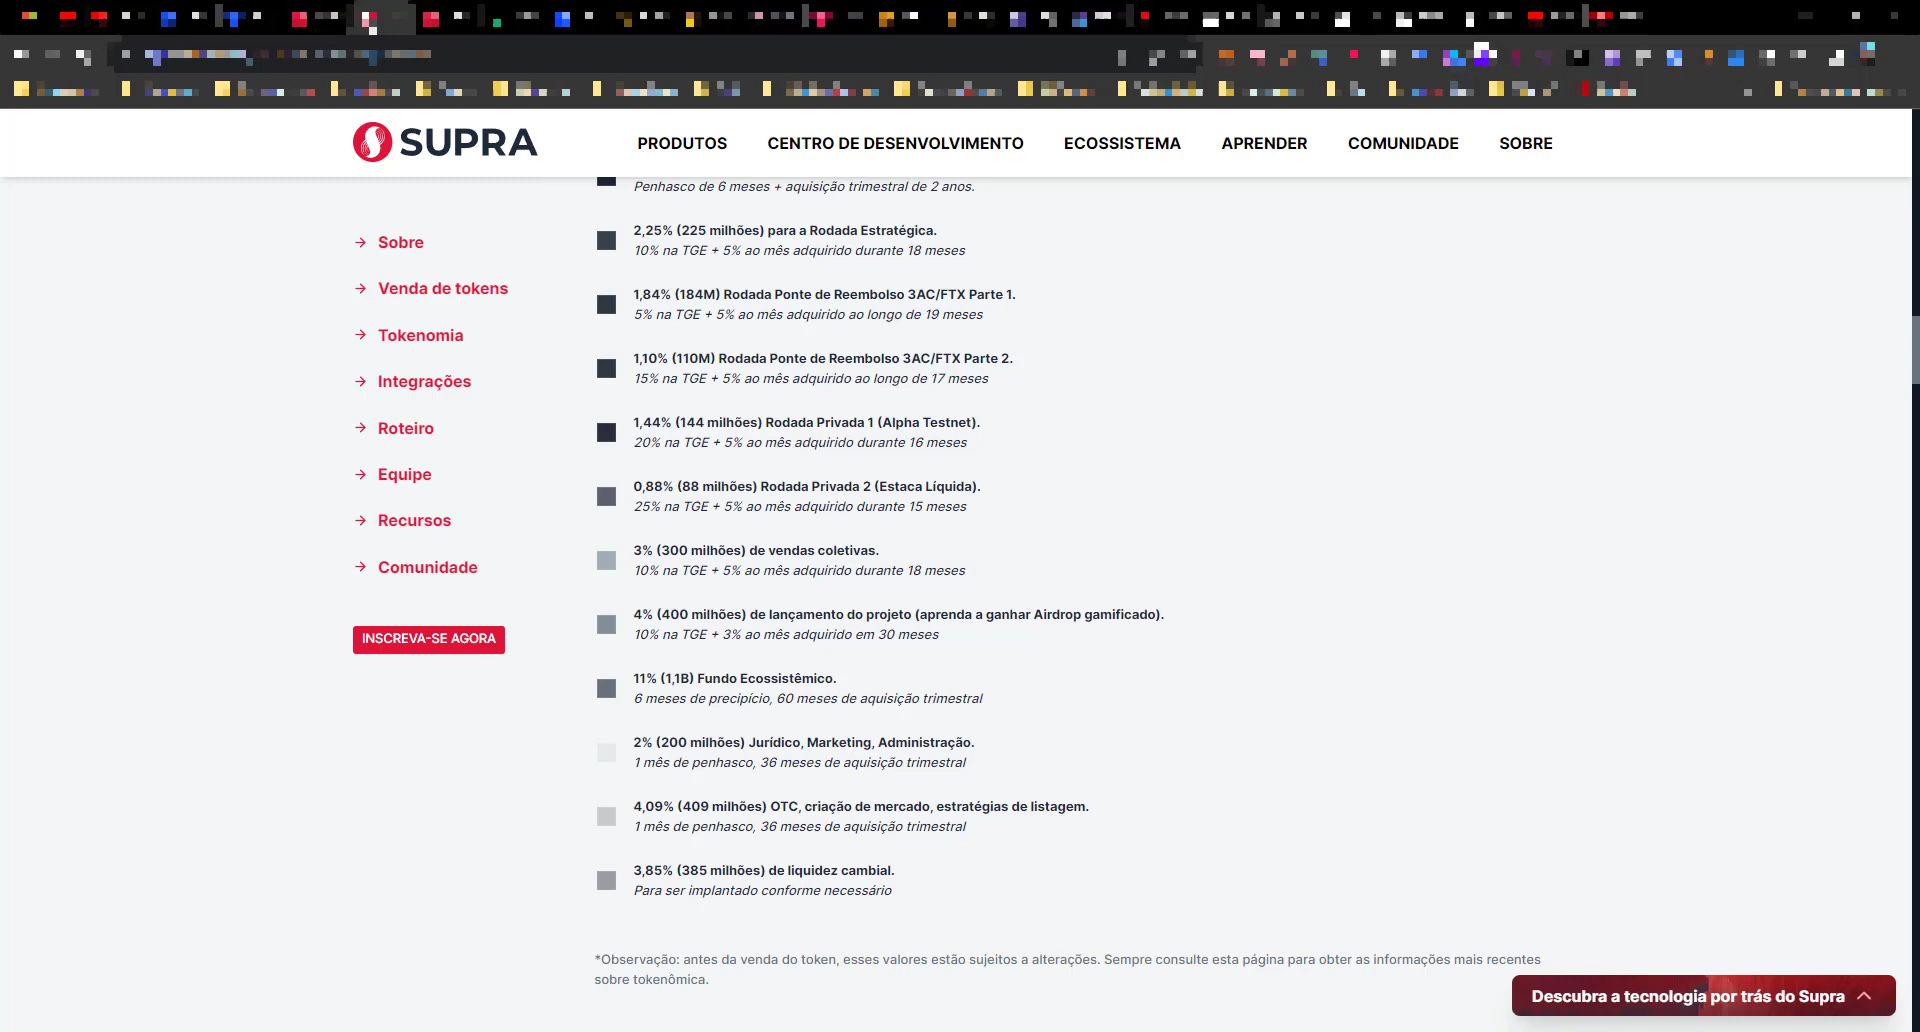 SUPRA
PRODUTOS
CENTRO DE DESENVOLVIMENTO
ECOSSISTEMA
APRENDER
COMUNIDADE
SOBRE
Sobre
Venda de tokens
Tokenomia
Integrações
Roteiro
Equipe
Recursos
Comunidade
INSCREVA-SE AGORA
Penhasco de 6 meses + aquisição trimestral de 2 anos.
2,25% (225 milhões) para a Rodada Estratégica.
10% na TGE + 5% ao mês adquirido durante 18 meses
1,84% (184M) Rodada Ponte de Reembolso 3AC/FTX Parte 1.
5% na TGE + 5% ao mês adquirido ao longo de 19 meses
1,10% (110M) Rodada Ponte de Reembolso 3AC/FTX Parte 2.
15% na TGE + 5% ao mês adquirido ao longo de 17 meses
1,44% (144 milhões) Rodada Privada 1 (Alpha Testnet).
20% na TGE + 5% ao mês adquirido durante 16 meses
0,88% (88 milhões) Rodada Privada 2 (Estaca Líquida).
25% na TGE + 5% ao mês adquirido durante 15 meses
3% (300 milhões) de vendas coletivas.
10% na TGE + 5% ao mês adquirido durante 18 meses
4% (400 milhões) de lançamento do projeto (aprenda a ganhar Airdrop gamificado).
10% na TGE + 3% ao mês adquirido em 30 meses
11% (1,1B) Fundo Ecossistêmico.
6 meses de precipício, 60 meses de aquisição trimestral
2% (200 milhões) Jurídico, Marketing, Administração.
1 mês de penhasco, 36 meses de aquisição trimestral
4,09% (409 milhões) OTC, criação de mercado, estratégias de listagem.
1 mês de penhasco, 36 meses de aquisição trimestral
3,85% (385 milhões) de liquidez cambial.
Para ser implantado conforme necessário
*Observação: antes da venda do token, esses valores estão sujeitos a alterações. Sempre consulte esta página para obter as informações mais recentes
sobre tokenômica.
Descubra a tecnologia por trás do Supra